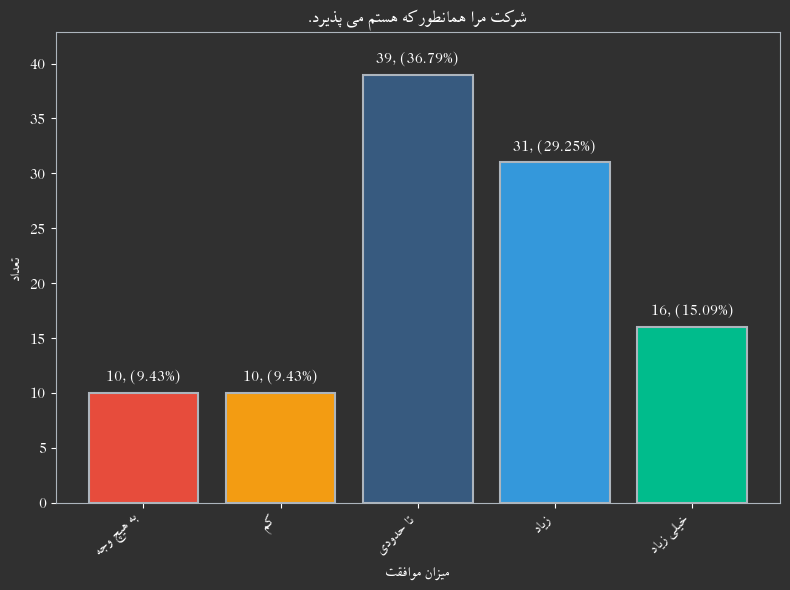 شرکت مرا همانطور که هستم می پذیرد.
39, (36.79%)
31, (29.25%)
16, (15.09%)
10, (9.43%)
10, (9.43%)
40
35
30
25
20
15
10
5
0
تعداد
به هیچ وجه
کم
تا حدودی
زیاد
خیلی زیاد
میزان موافقت